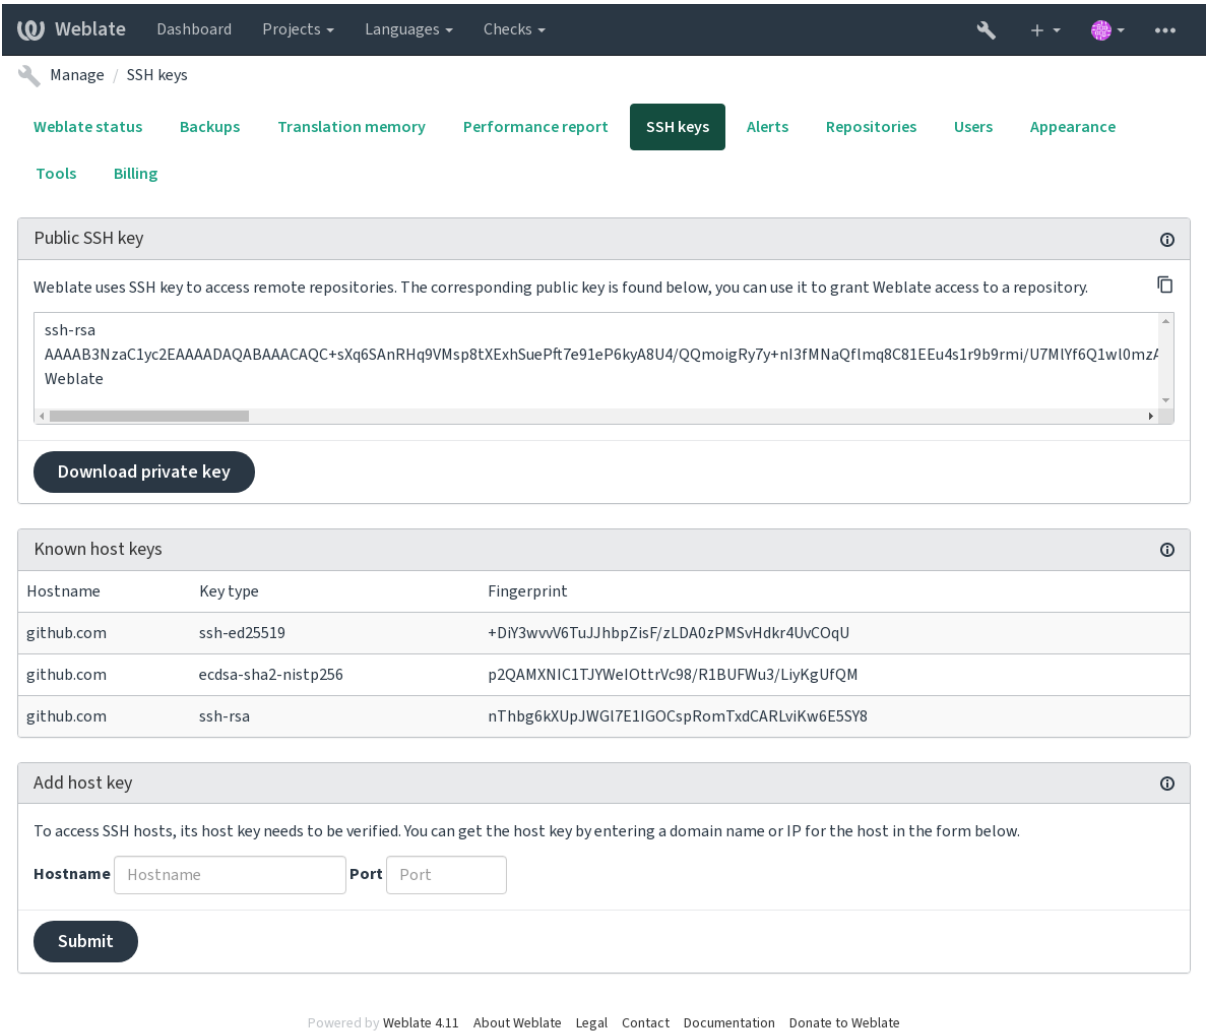 Weblate Dashboard Projects Languages Checks
Manage / SSH keys
Weblate status Backups Translation memory Performance report SSH keys Alerts Repositories Users Appearance
Tools Billing
Public SSH key
Weblate uses SSH key to access remote repositories. The corresponding public key is found below, you can use it to grant Weblate access to a repository.
ssh-rsa
AAAAB3NzaC1yc2EAAAADAQABAAACAQC+sXq6SAnRHq9VMsp8tXExhSuePft7e91eP6kyA8U4/QQmoigRy7y+nI3fMNaQflmq8C81EEu4s1r9b9rmi/U7MlYf6Q1wl0mzA
Weblate
Download private key
Known host keys
Hostname Key type Fingerprint
github.com ssh-ed25519 +DiY3wvvV6TuJJhbpZisF/zLDA0zPMSvHdkr4UvCOqU
github.com ecdsa-sha2-nistp256 p2QAMXNIC1TJYWeIOttrVc98/R1BUFWu3/LiyKgUfQM
github.com ssh-rsa nThbg6kXUpJWGl7E1IGOCspRomTxdCARLviKw6E5SY8
Add host key
To access SSH hosts, its host key needs to be verified. You can get the host key by entering a domain name or IP for the host in the form below.
Hostname Hostname Port Port
Submit
Powered by Weblate 4.11 About Weblate Legal Contact Documentation Donate to Weblate